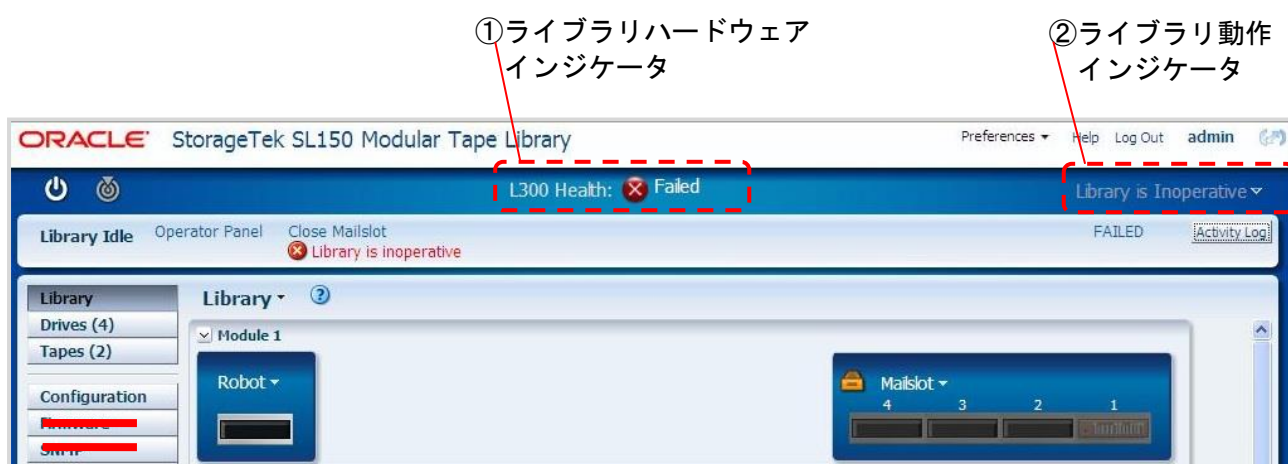 ①ライブラリハードウェア
インジケータ
②ライブラリ動作
インジケータ
ORACLE StorageTek SL150 Modular Tape Library
Preferences Help Log Out admin
L300 Health: Failed
Library is Inoperative
Library Idle Operator Panel Close Mailslot FAILED Activity Log
Library is inoperative
Library
Drives (4)
Tapes (2)
Configuration
Library ?
Module 1
Robot
Mailslot
4 3 2 1